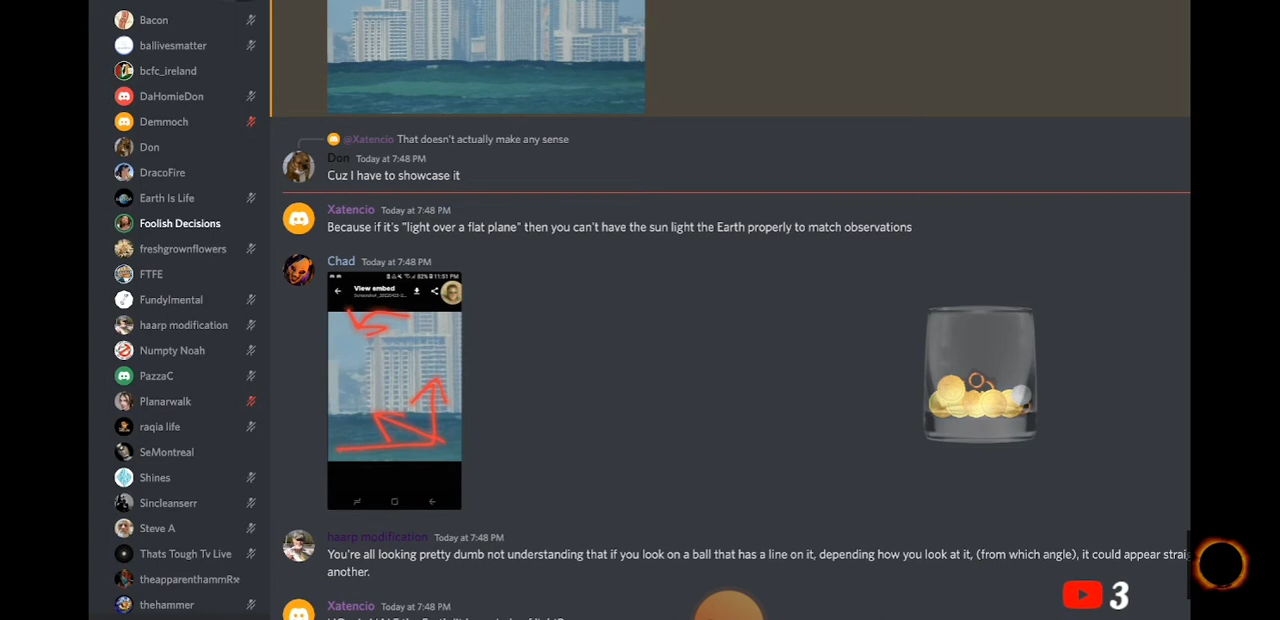 Bacon
ballivesmatter
bcfc_ireland
DaHomieDon
Demmoch
Don
DracoFire
Earth Is Life
Foolish Decisions
freshgrownflowers
FTFE
FundyImental
haarp modification
Numpty Noah
PazzaC
Planarwalk
raqia life
SeMontreal
Shines
Sincleanserr
Steve A
Thats Tough Tv Live
theapparenthammR
thehammer
@Xatencio That doesn't actually make any sense
Don Today at 7:48 PM
Cuz I have to showcase it
Xatencio Today at 7:48 PM
Because if it's "light over a flat plane" then you can't have the sun light the Earth properly to match observations
Chad Today at 7:48 PM
82% 11:51 PM
View embed
haarp modification Today at 7:48 PM
You're all looking pretty dumb not understanding that if you look on a ball that has a line on it, depending how you look at it, (from which angle), it could appear strai
another.
Xatencio Today at 7:48 PM
3